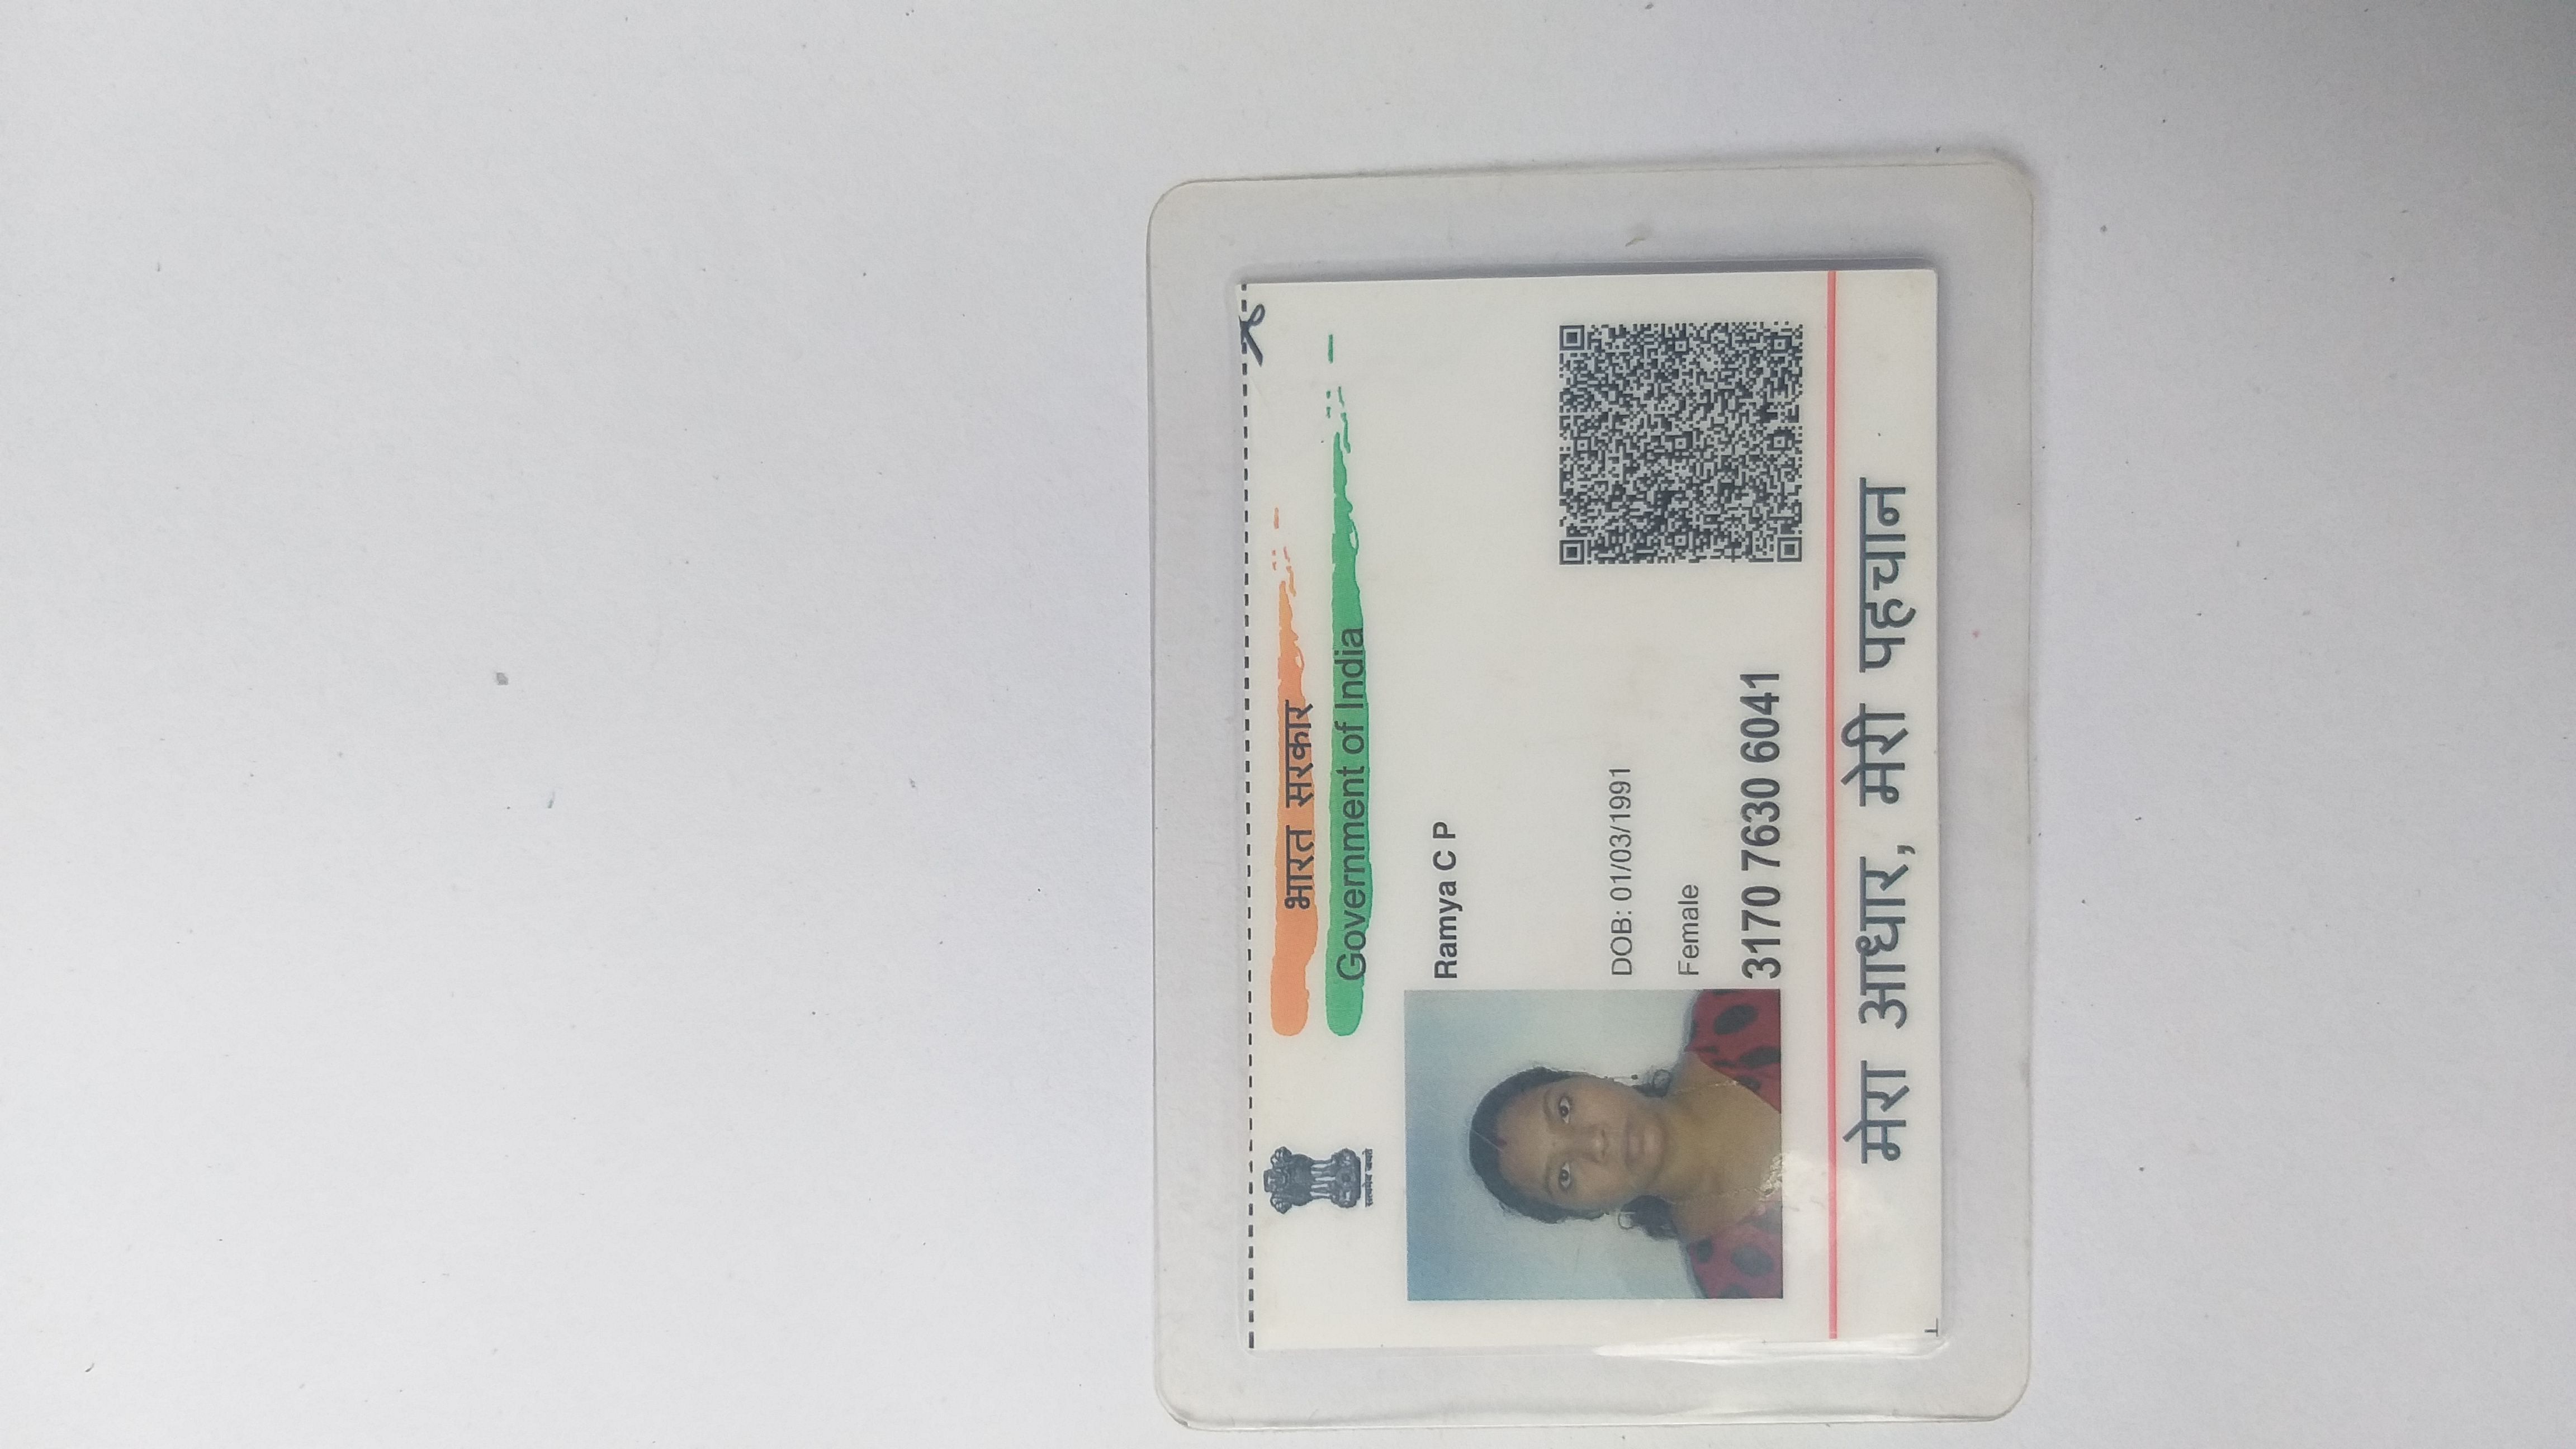 भारत सरकार
Government of India
सत्यमेव जयते
Ramya C P
DOB: 01/03/1991
Female
3170 7630 6041
मेरा आधार, मेरी पहचान